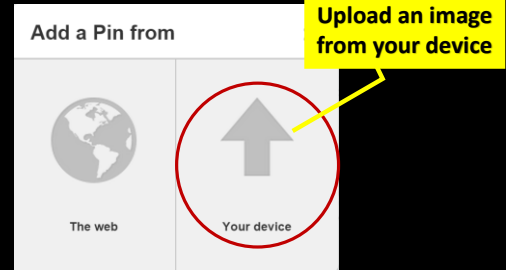 Add a Pin from
Upload an image
from your device
The web
Your device